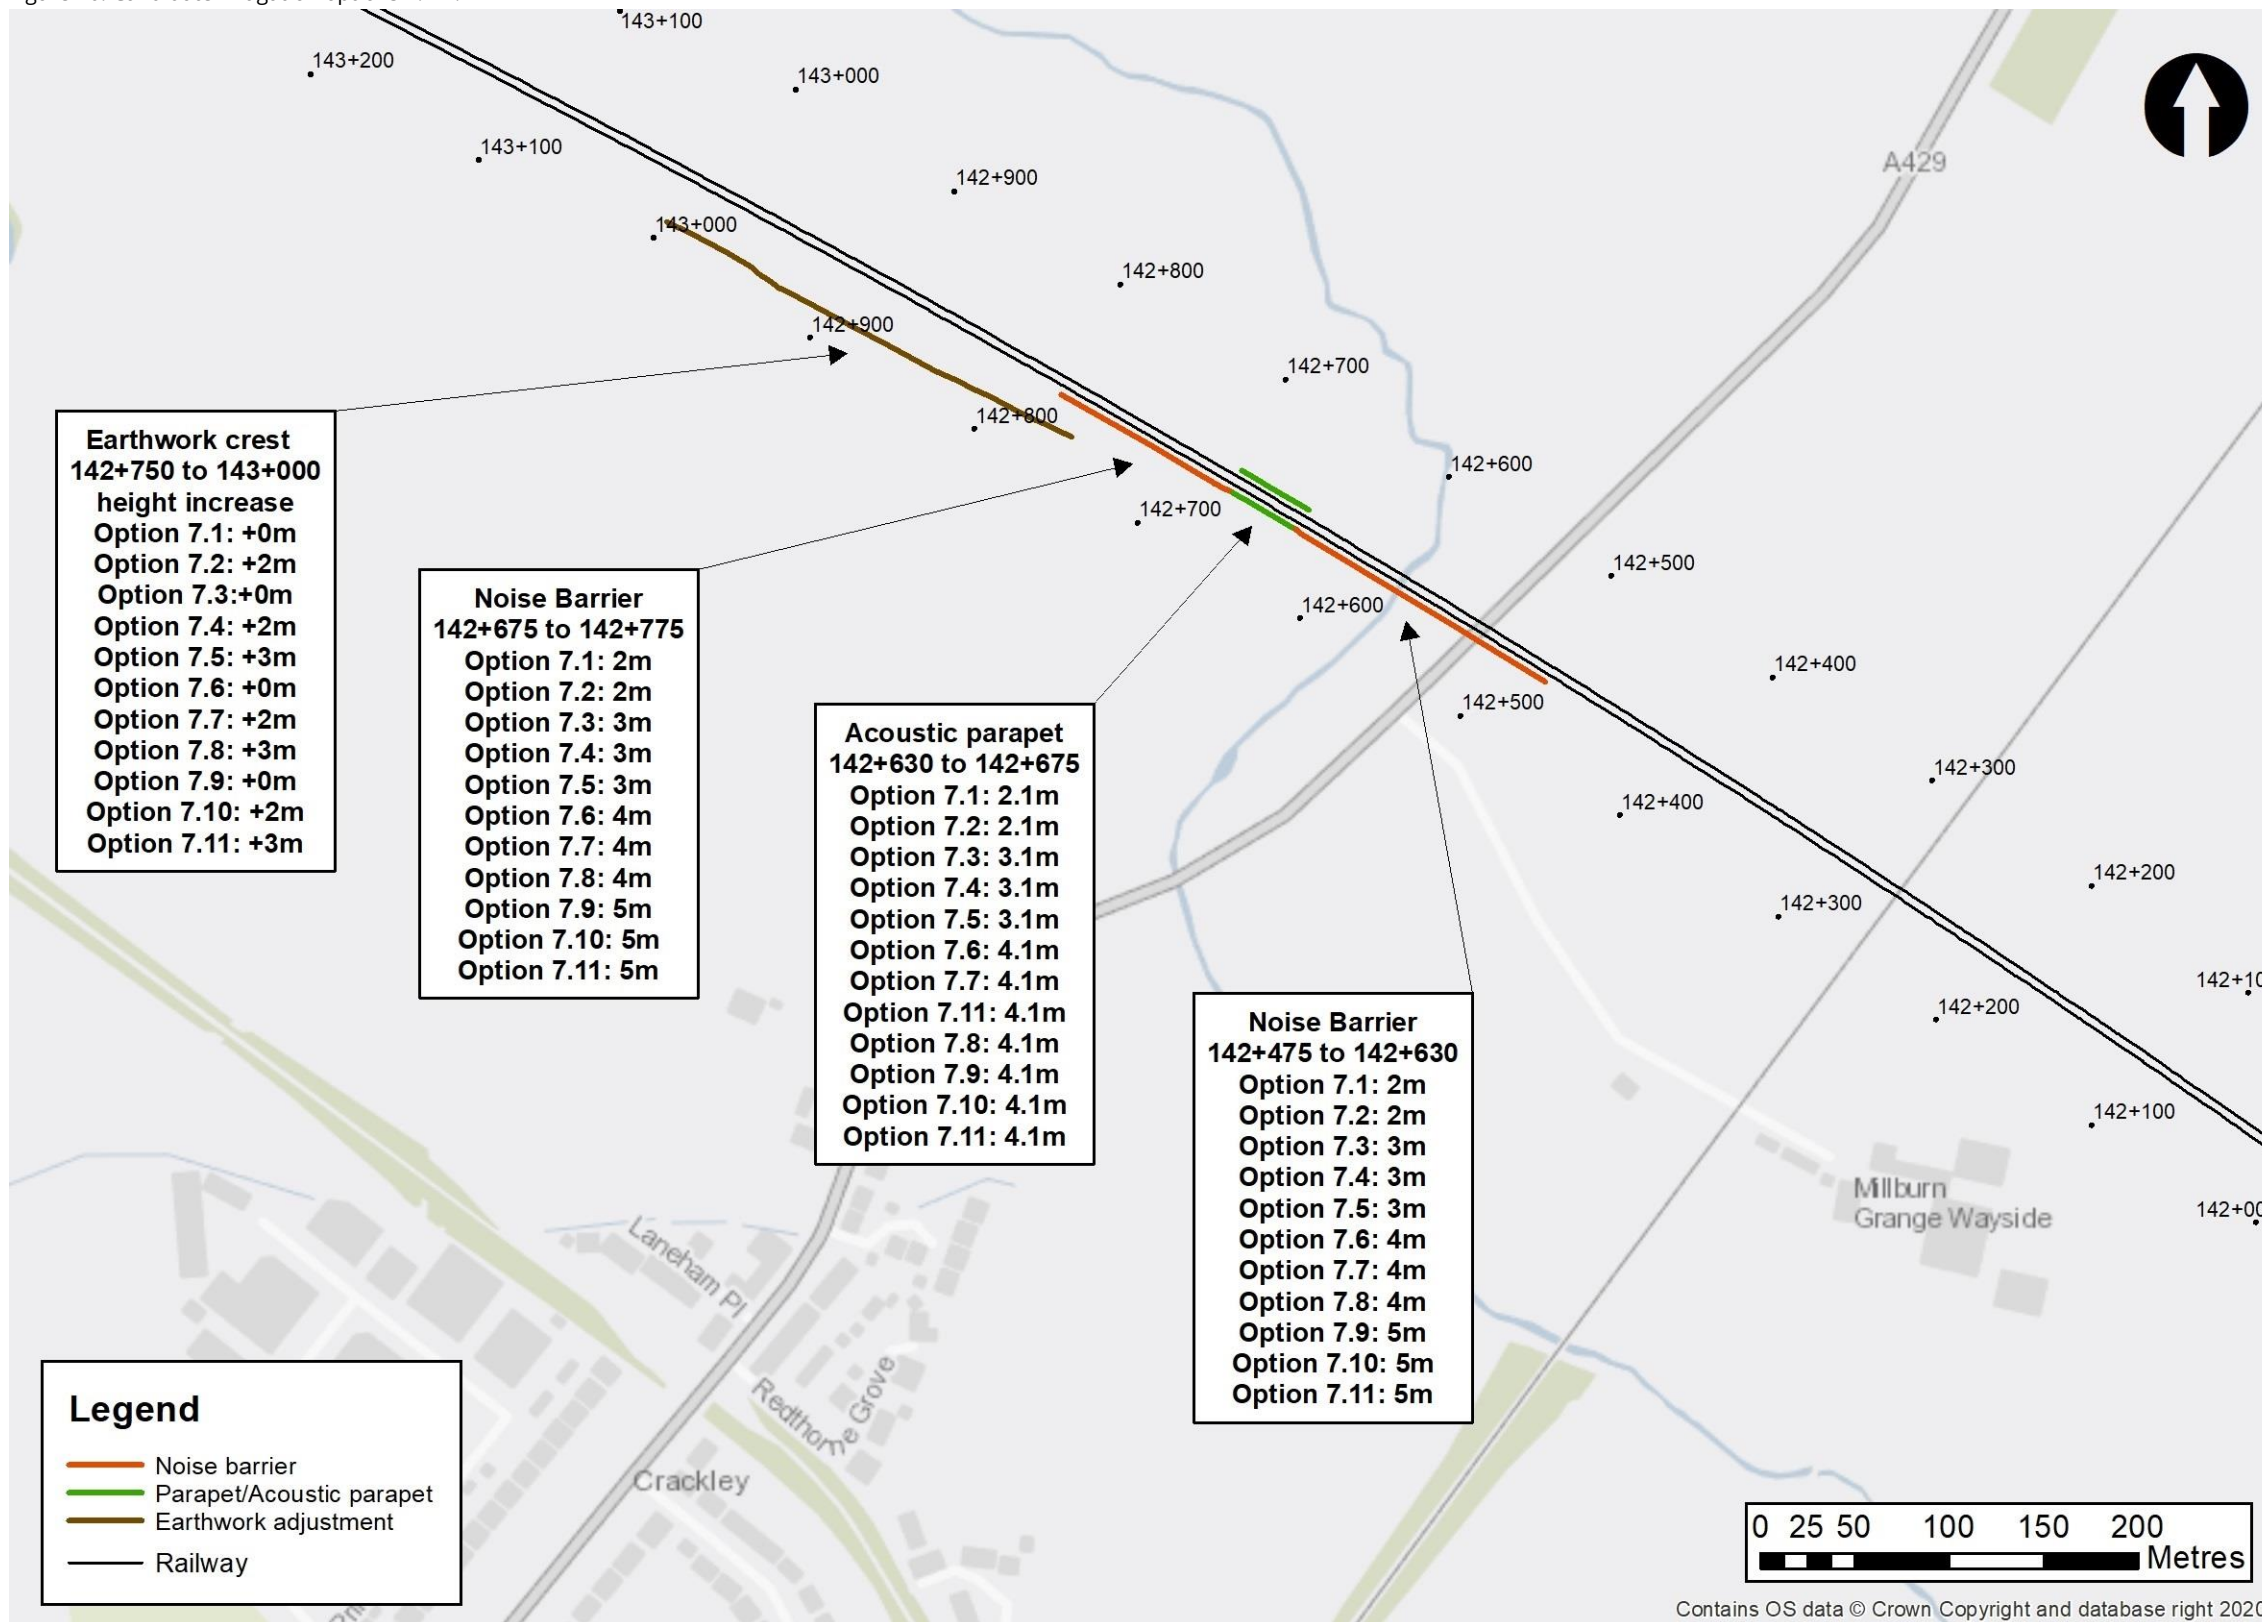 143+100
143+200
143+000
143+100
142+900
A429
143+000
142+800
142+900
142+700
142+800
142+600
142+700
142+500
142+600
142+400
142+500
142+300
142+400
142+200
142+300
142+10
142+200
142+100
142+00
Earthwork crest
142+750 to 143+000
height increase
Option 7.1: +0m
Option 7.2: +2m
Option 7.3:+0m
Option 7.4: +2m
Option 7.5: +3m
Option 7.6: +0m
Option 7.7: +2m
Option 7.8: +3m
Option 7.9: +0m
Option 7.10: +2m
Option 7.11: +3m
Noise Barrier
142+675 to 142+775
Option 7.1: 2m
Option 7.2: 2m
Option 7.3: 3m
Option 7.4: 3m
Option 7.5: 3m
Option 7.6: 4m
Option 7.7: 4m
Option 7.8: 4m
Option 7.9: 5m
Option 7.10: 5m
Option 7.11: 5m
Acoustic parapet
142+630 to 142+675
Option 7.1: 2.1m
Option 7.2: 2.1m
Option 7.3: 3.1m
Option 7.4: 3.1m
Option 7.5: 3.1m
Option 7.6: 4.1m
Option 7.7: 4.1m
Option 7.11: 4.1m
Option 7.8: 4.1m
Option 7.9: 4.1m
Option 7.10: 4.1m
Option 7.11: 4.1m
Noise Barrier
142+475 to 142+630
Option 7.1: 2m
Option 7.2: 2m
Option 7.3: 3m
Option 7.4: 3m
Option 7.5: 3m
Option 7.6: 4m
Option 7.7: 4m
Option 7.8: 4m
Option 7.9: 5m
Option 7.10: 5m
Option 7.11: 5m
Millburn
Grange Wayside
Laneham Pl
Redthorne Grove
Crackley
Legend
Noise barrier
Parapet/Acoustic parapet
Earthwork adjustment
Railway
0 25 50 100 150 200
Metres
Contains OS data © Crown Copyright and database right 2020